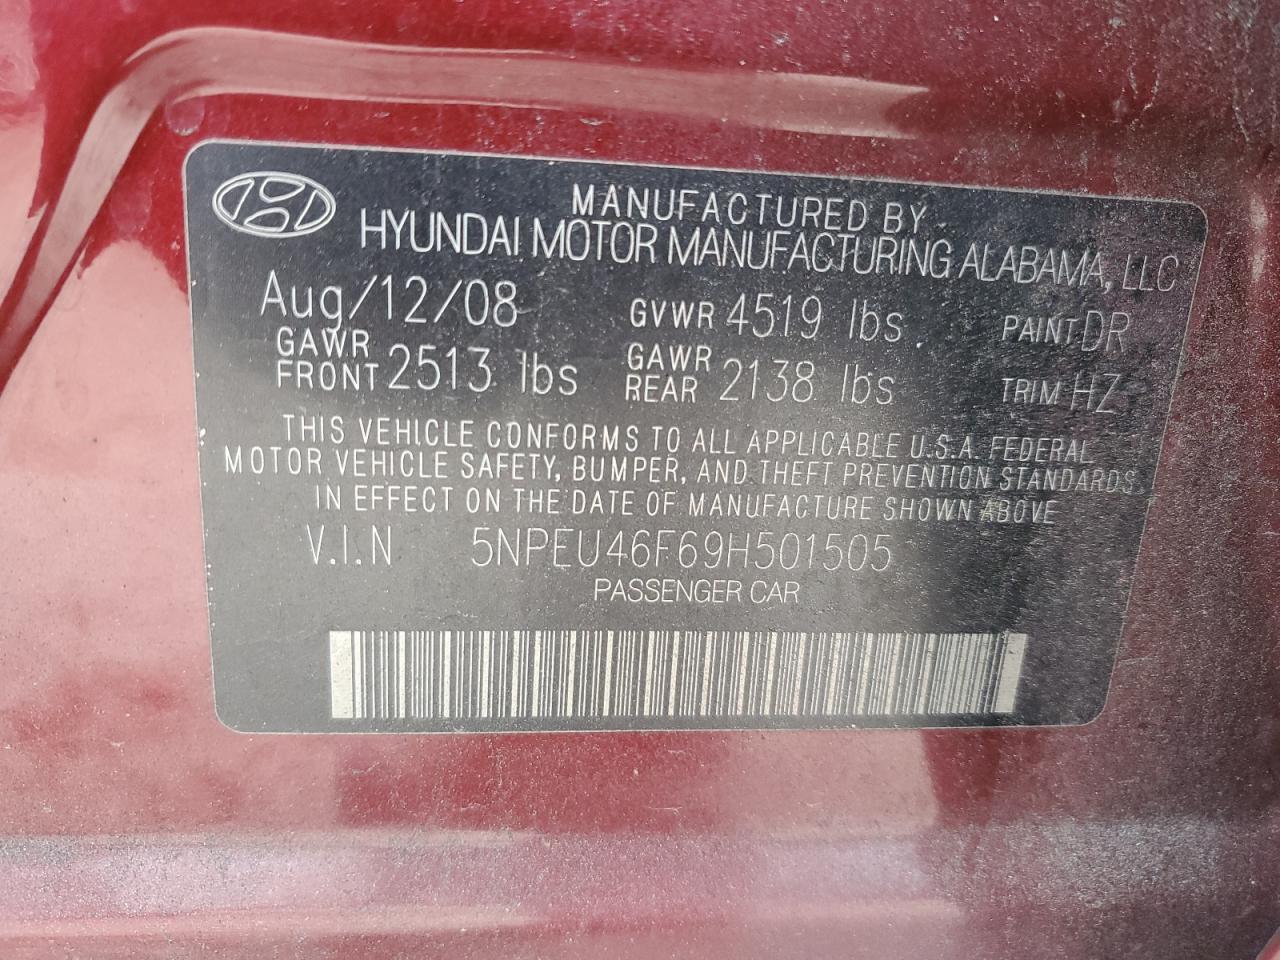 MANUFACTURED BY
HYUNDAI MOTOR MANUFACTURING ALABAMA, LLC
Aug/12/08 GVWR 4519 lbs PAINT DR
GAWR FRONT 2513 lbs GAWR REAR 2138 lbs TRIM HZ
THIS VEHICLE CONFORMS TO ALL APPLICABLE U.S.A. FEDERAL
MOTOR VEHICLE SAFETY, BUMPER, AND THEFT PREVENTION STANDARDS
IN EFFECT ON THE DATE OF MANUFACTURE SHOWN ABOVE
V.I.N 5NPEU46F69H501505
PASSENGER CAR